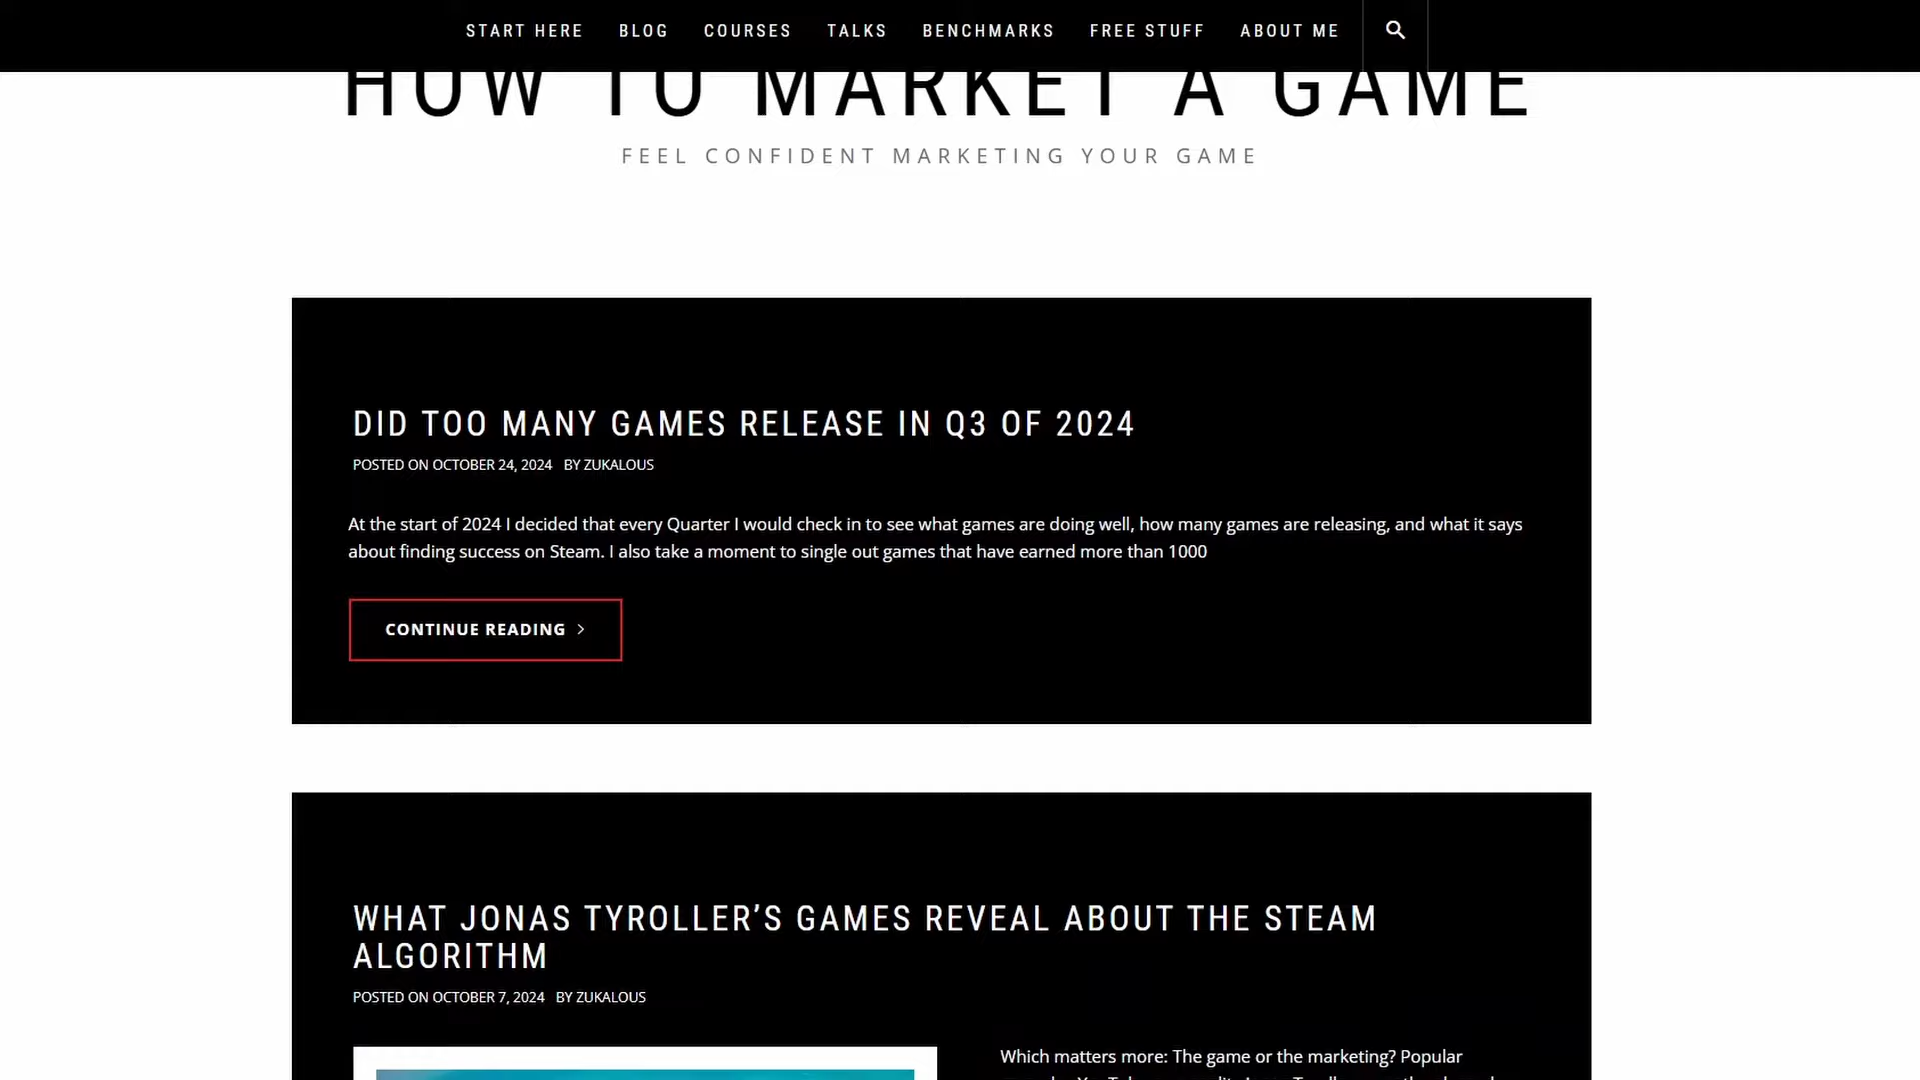 START HERE BLOG COURSES TALKS BENCHMARKS FREE STUFF ABOUT ME
HOW TO MARKET A GAME
FEEL CONFIDENT MARKETING YOUR GAME
DID TOO MANY GAMES RELEASE IN Q3 OF 2024
POSTED ON OCTOBER 24, 2024 BY ZUKALOUS
At the start of 2024 I decided that every Quarter I would check in to see what games are doing well, how many games are releasing, and what it says
about finding success on Steam. I also take a moment to single out games that have earned more than 1000
CONTINUE READING
WHAT JONAS TYROLLER’S GAMES REVEAL ABOUT THE STEAM
ALGORITHM
POSTED ON OCTOBER 7, 2024 BY ZUKALOUS
Which matters more: The game or the marketing? Popular